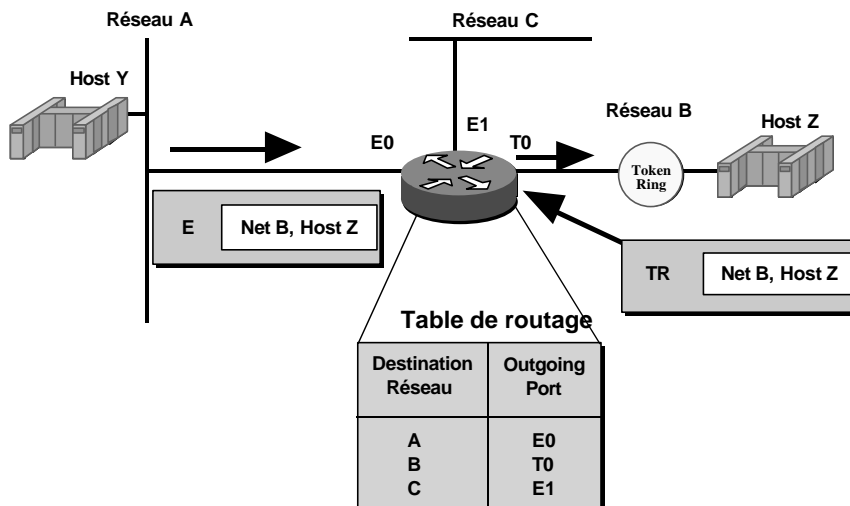 Réseau A
Réseau C
Host Y
Réseau B
E0
E1
T0
Host Z
Token
Ring
E
Net B, Host Z
TR
Net B, Host Z
Table de routage
Destination
Réseau
Outgoing
Port
A
E0
B
T0
C
E1